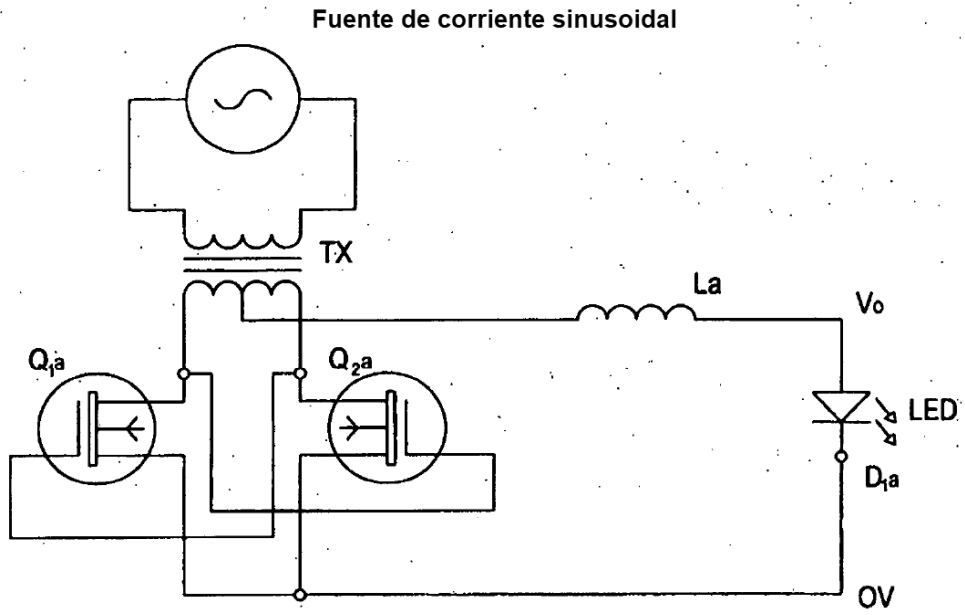 Fuente de corriente sinusoidal
TX
La
Vo
Q₁a
Q₂a
LED
D₁a
OV